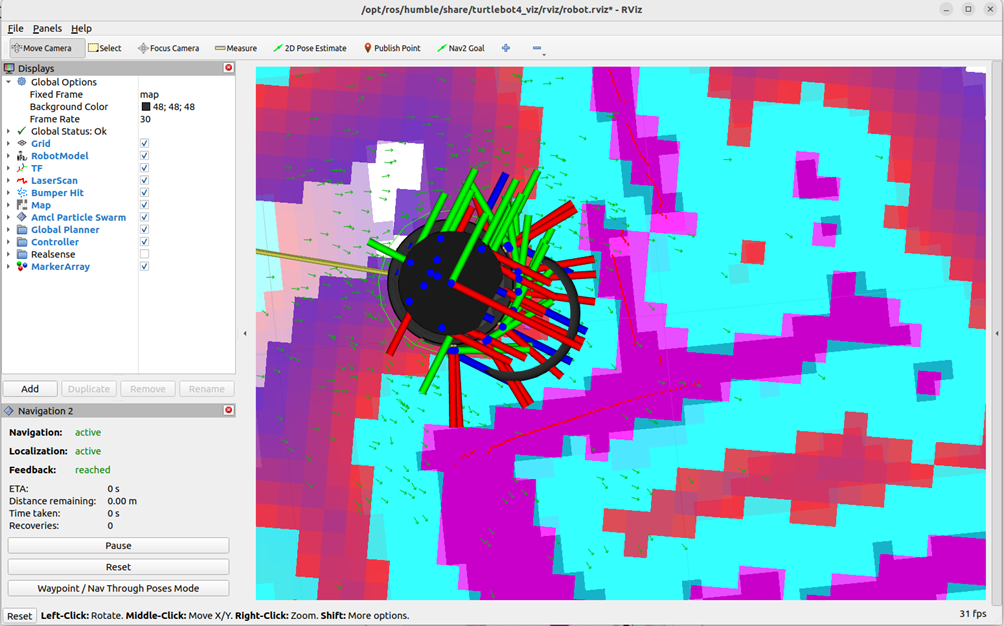 /opt/ros/humble/share/turtlebot4_viz/rviz/robot.rviz* - RViz
File Panels Help
Move Camera Select Focus Camera Measure 2D Pose Estimate Publish Point Nav2 Goal
Displays
Global Options
Fixed Frame map
Background Color 48; 48; 48
Frame Rate 30
Global Status: Ok
Grid
RobotModel
TF
LaserScan
Bumper Hit
Map
Amcl Particle Swarm
Global Planner
Controller
Realsense
MarkerArray
Add Duplicate Remove Rename
Navigation 2
Navigation: active
Localization: active
Feedback: reached
ETA: 0 s
Distance remaining: 0.00 m
Time taken: 0 s
Recoveries: 0
Pause
Reset
Waypoint / Nav Through Poses Mode
Reset Left-Click: Rotate. Middle-Click: Move X/Y. Right-Click: Zoom. Shift: More options. 31 fps